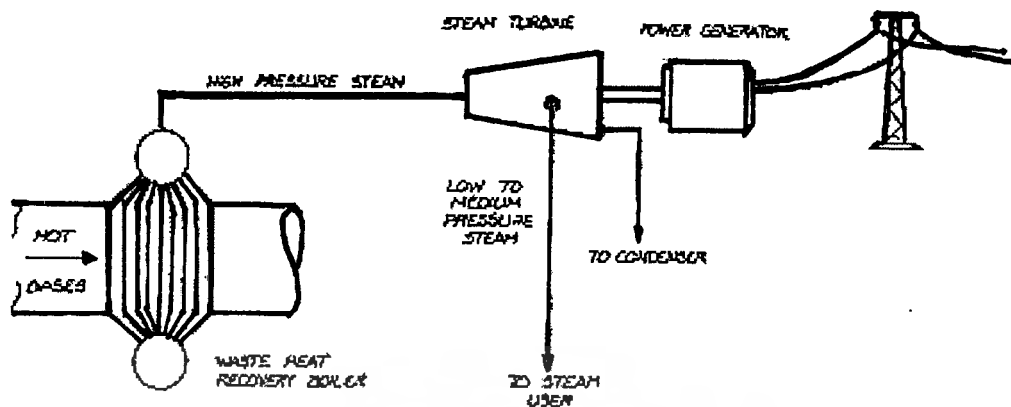 STEAM TURBINE
POWER GENERATOR
HIGH PRESSURE STEAM
LOW TO
MEDIUM
PRESSURE
STEAM
HOT
GASES
TO CONDENSER
WASTE HEAT
RECOVERY BOILER
TO STEAM
USER